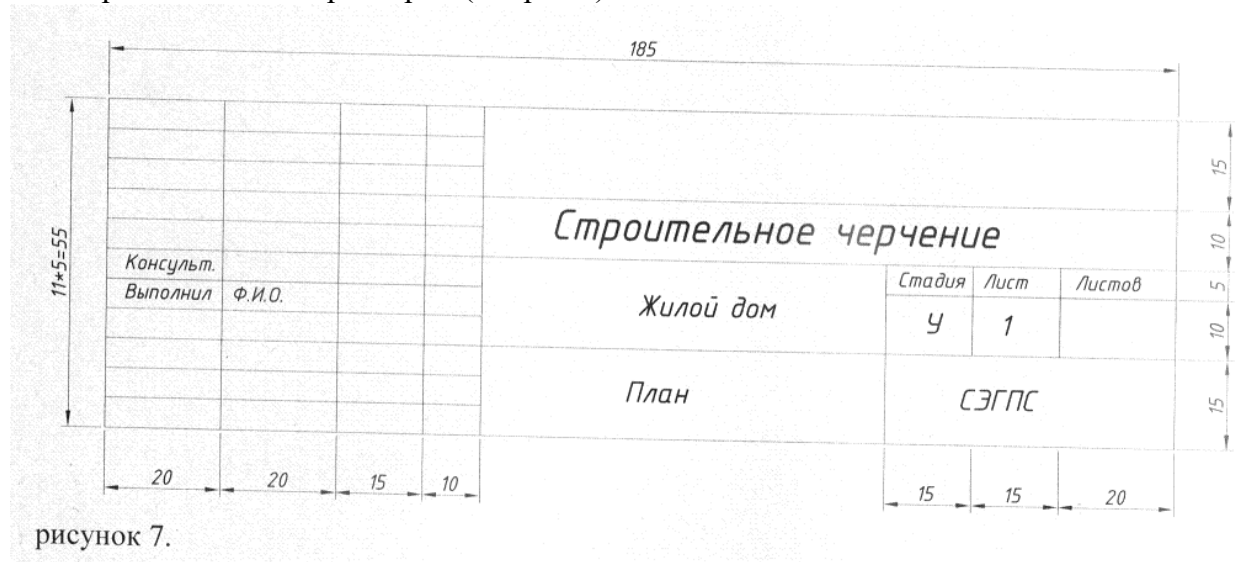 185
11*5=55
15
Строительное черчение
10
Консульт.
Стадия Лист Листов
5
Выполнил Ф.И.О.
Жилой дом
У 1
10
План
СЭГПС
15
20 20 15 10
15 15 20
рисунок 7.